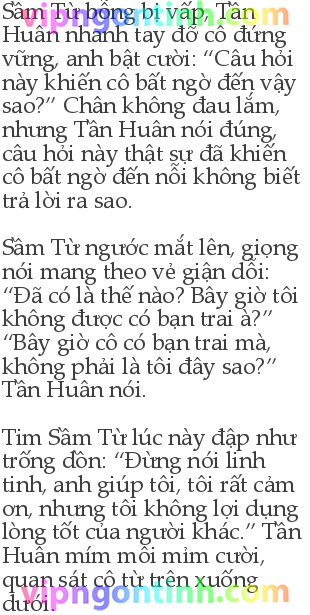 Sầm Từ bỗng bị vấp, Tần
Huân nhanh tay đỡ cô đứng
vững, anh bật cười: “Câu hỏi
này khiến cô bất ngờ đến vậy
sao?” Chân không đau lắm,
nhưng Tần Huân nói đúng,
câu hỏi này thật sự đã khiến
cô bất ngờ đến nỗi không biết
trả lời ra sao.
Sầm Từ ngước mắt lên, giọng
nói mang theo vẻ giận dỗi:
“Đã có là thế nào? Bây giờ tôi
không được có bạn trai à?”
“Bây giờ cô có bạn trai mà,
không phải là tôi đây sao?”
Tần Huân nói.
Tim Sầm Từ lúc này đập như
trống dồn: “Đừng nói linh
tinh, anh giúp tôi, tôi rất cảm
ơn, nhưng tôi không lợi dụng
lòng tốt của người khác.” Tần
Huân mím môi mỉm cười,
quan sát cô từ trên xuống
dưới.
vipngontinh.com
vipngontinh.com